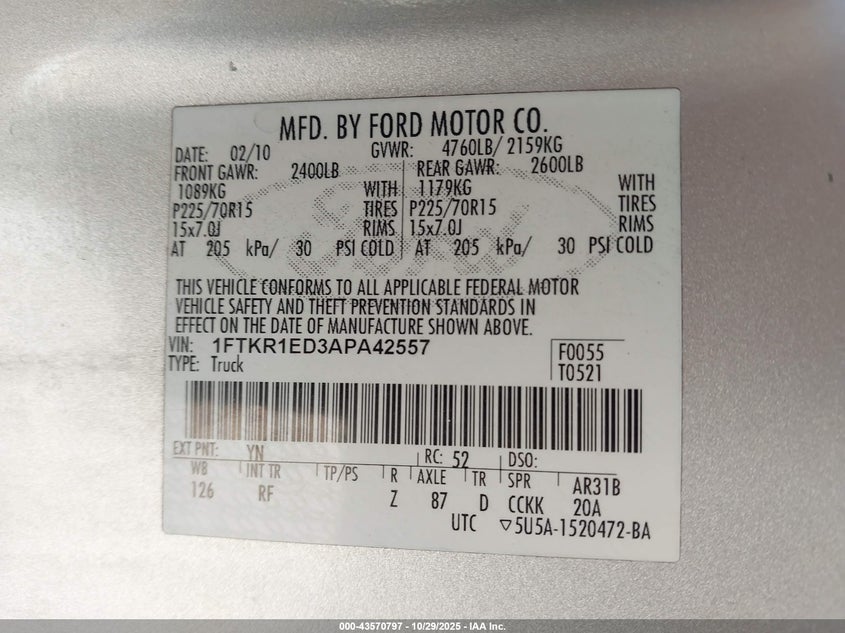 MFD. BY FORD MOTOR CO.
DATE: 02/10 GVWR: 4760LB/ 2159KG
FRONT GAWR: 2400LB REAR GAWR: 2600LB
1089KG WITH 1179KG WITH
P225/70R15 TIRES P225/70R15 TIRES
15x7.0J RIMS 15x7.0J RIMS
AT 205 kPa/ 30 PSI COLD AT 205 kPa/ 30 PSI COLD
THIS VEHICLE CONFORMS TO ALL APPLICABLE FEDERAL MOTOR
VEHICLE SAFETY AND THEFT PREVENTION STANDARDS IN
EFFECT ON THE DATE OF MANUFACTURE SHOWN ABOVE.
VIN: 1FTKR1ED3APA42557 F0055
TYPE: Truck T0521
EXT PNT: YN RC: 52 DSO:
WB INT TR TP/PS R AXLE TR SPR AR31B
126 RF Z 87 D CCKK 20A
UTC ▽5U5A-1520472-BA
000-43570797 - 10/29/2025 - IAA Inc.